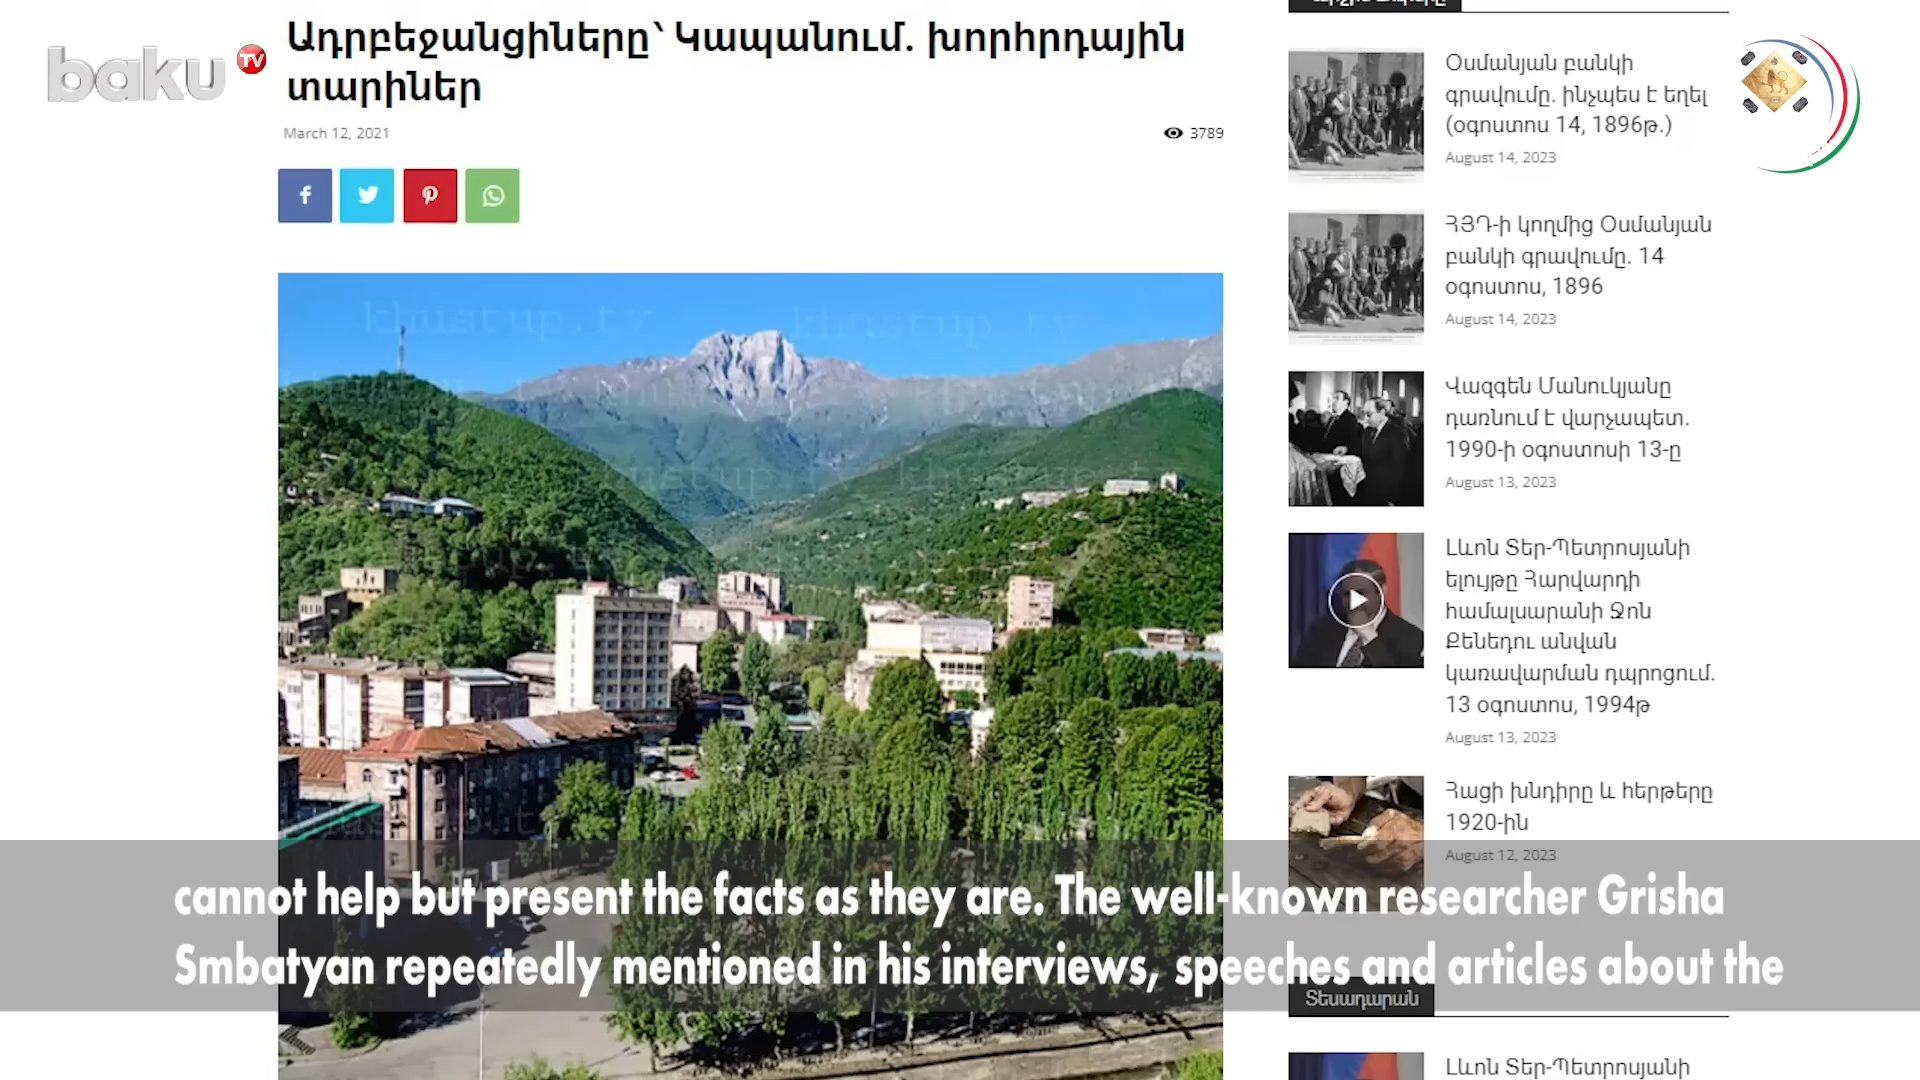 baku TV
Ադրբեջանցիները՝ Կապանում. խորհրդային
տարիներ
March 12, 2021
3789
khustup.tv
khustup.tv
Օսմանյան բանկի
գրավումը. ինչպես է եղել
(օգոստոս 14, 1896թ.)
August 14, 2023
ՀՅԴ-ի կողմից Օսմանյան
բանկի գրավումը. 14
օգոստոս, 1896
August 14, 2023
Վազգեն Մանուկյանը
դառնում է վարչապետ.
1990-ի օգոստոսի 13-ը
August 13, 2023
Լևոն Տեր-Պետրոսյանի
ելույթը Հարվարդի
համալսարանի Ջոն
Քենեդու անվան
կառավարման դպրոցում.
13 օգոստոս, 1994թ
August 13, 2023
Հացի խնդիրը և հերթերը
1920-ին
August 12, 2023
cannot help but present the facts as they are. The well-known researcher Grisha
Smbatyan repeatedly mentioned in his interviews, speeches and articles about the
Տեսադարան
Լևոն Տեր-Պետրոսյանի